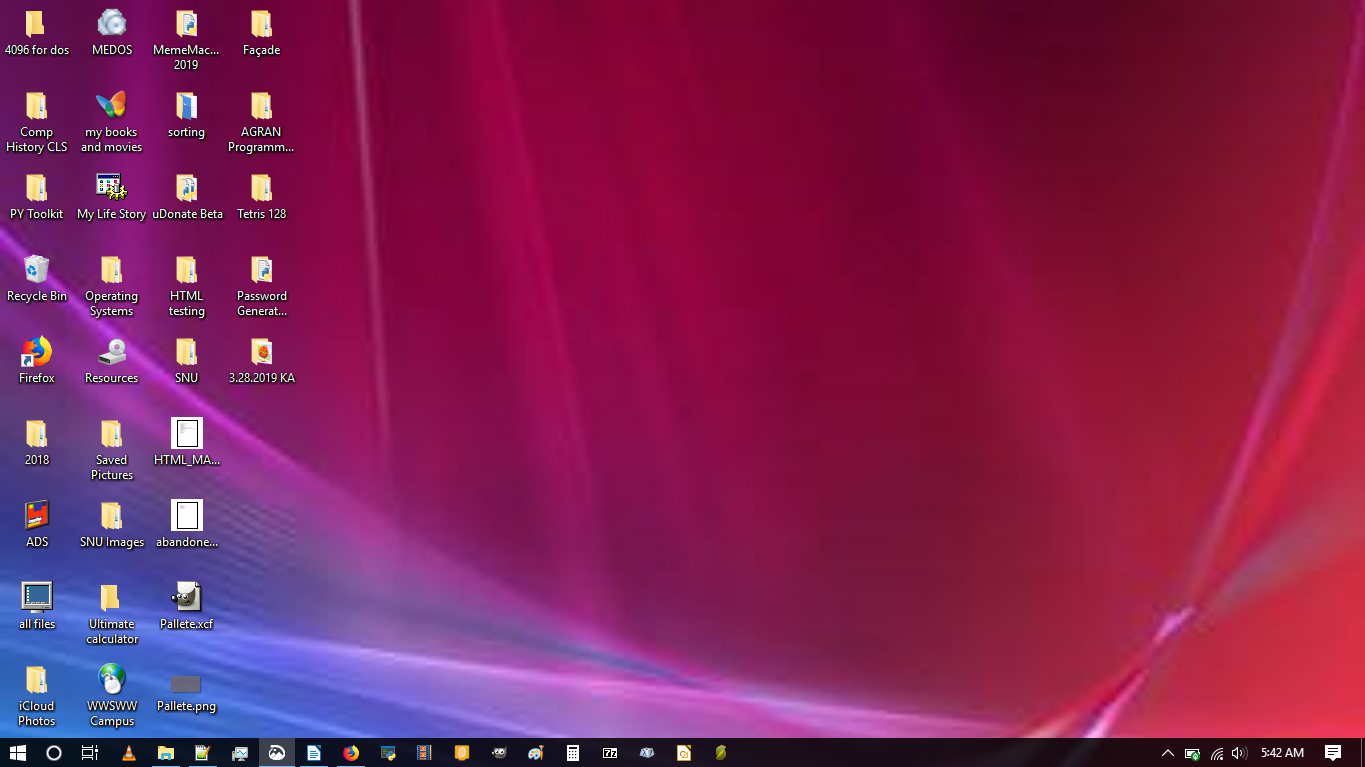 4096 for dos
MEDOS
MemeMac...
2019
Façade
Comp
History CLS
my books
and movies
sorting
AGRAN
Programm...
PY Toolkit
My Life Story
uDonate Beta
Tetris 128
Recycle Bin
Operating
Systems
HTML
testing
Password
Generat...
Firefox
Resources
SNU
3.28.2019 KA
2018
Saved
Pictures
HTML_MA...
ADS
SNU Images
abandone...
all files
Ultimate
calculator
Pallete.xcf
iCloud
Photos
WWSWW
Campus
Pallete.png
5:42 AM